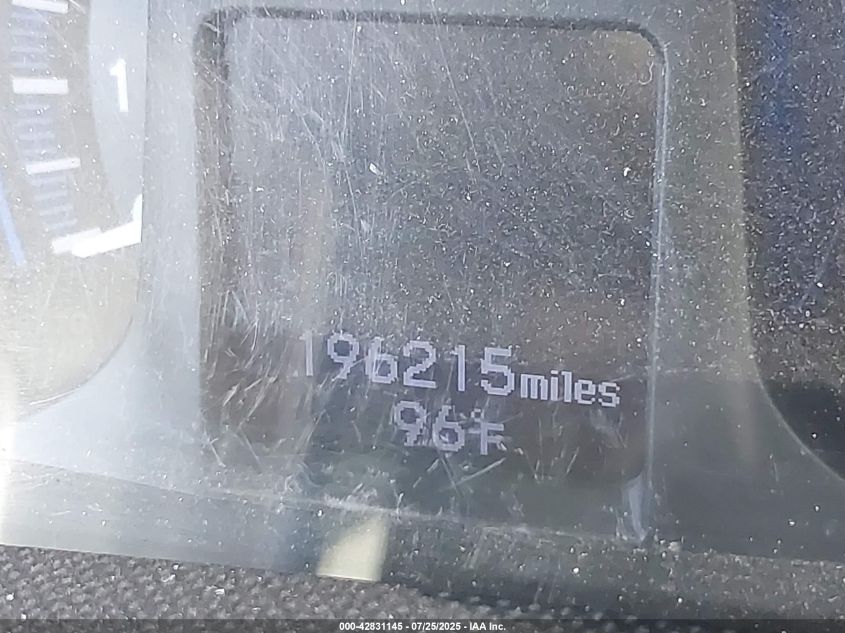 1
196215miles
96°F
000-42831145 - 07/25/2025 - IAA Inc.